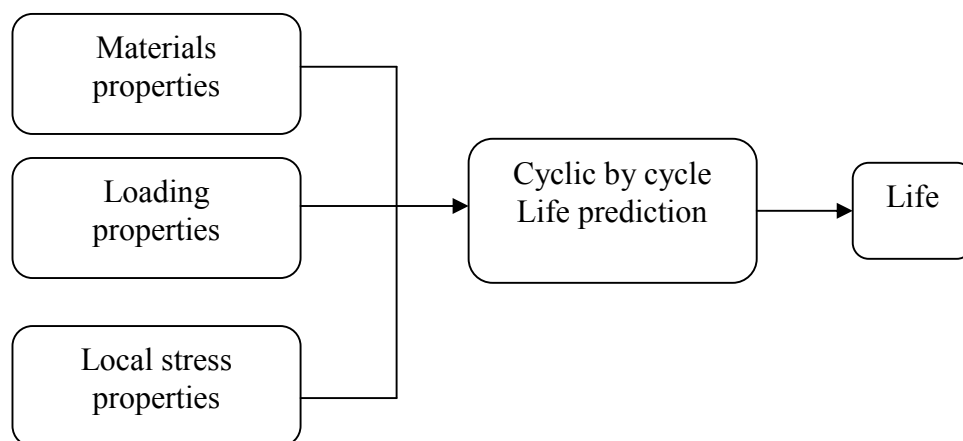 Materials
properties
Loading
properties
Local stress
properties
Cyclic by cycle
Life prediction
Life